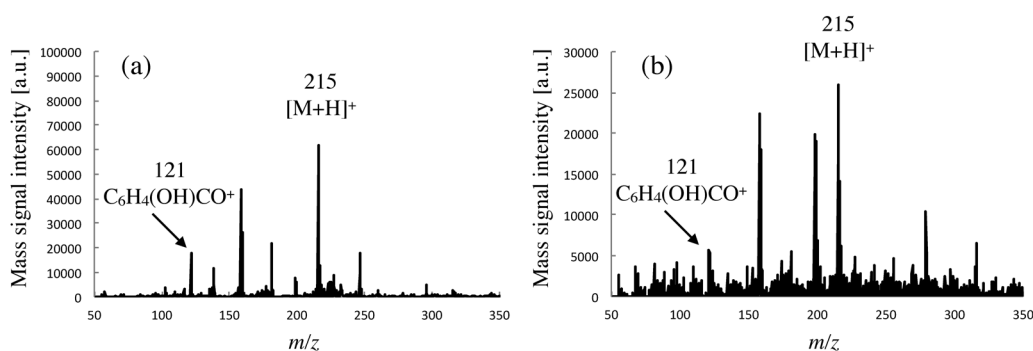 (a)
Mass signal intensity [a.u.]
100000
90000
80000
70000
60000
50000
40000
30000
20000
10000
0
215
[M+H]⁺
121
C₆H₄(OH)CO⁺
50 100 150 200 250 300 350
m/z
(b)
Mass signal intensity [a.u.]
30000
25000
20000
15000
10000
5000
0
215
[M+H]⁺
121
C₆H₄(OH)CO⁺
50 100 150 200 250 300 350
m/z